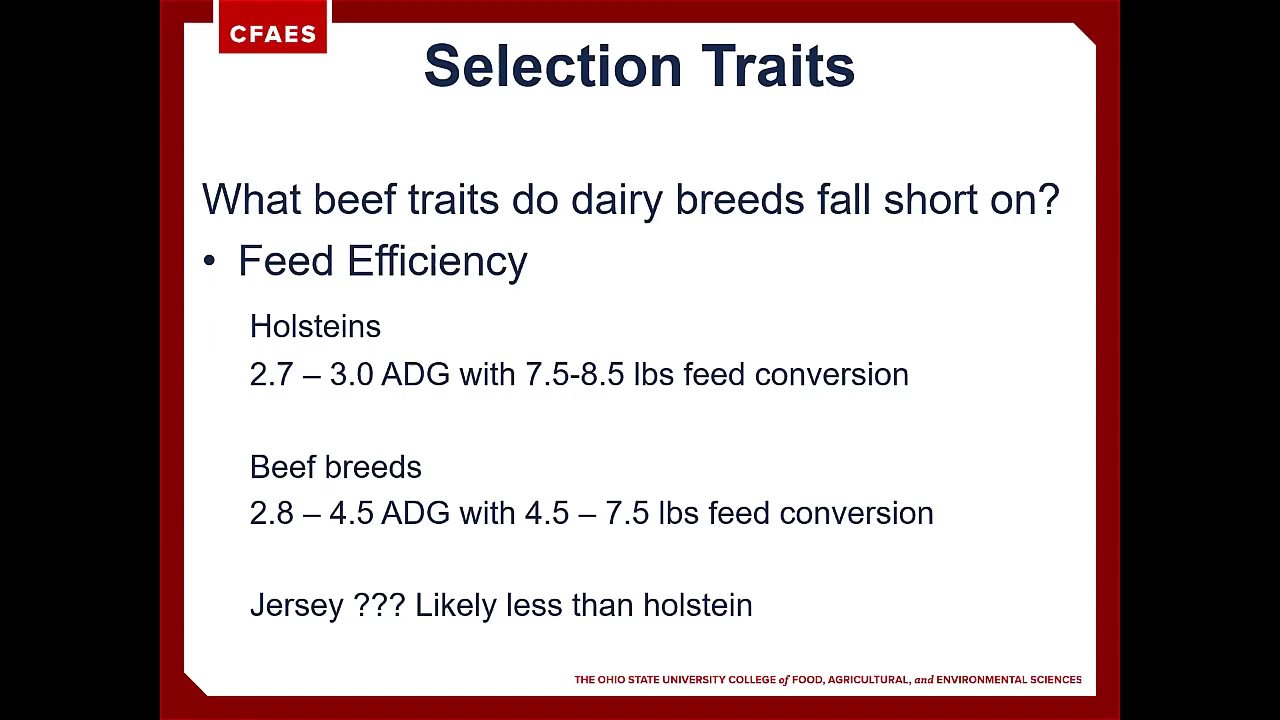 CFAES
Selection Traits
What beef traits do dairy breeds fall short on?
• Feed Efficiency
Holsteins
2.7 – 3.0 ADG with 7.5-8.5 lbs feed conversion
Beef breeds
2.8 – 4.5 ADG with 4.5 – 7.5 lbs feed conversion
Jersey ??? Likely less than holstein
THE OHIO STATE UNIVERSITY COLLEGE of FOOD, AGRICULTURAL, and ENVIRONMENTAL SCIENCES